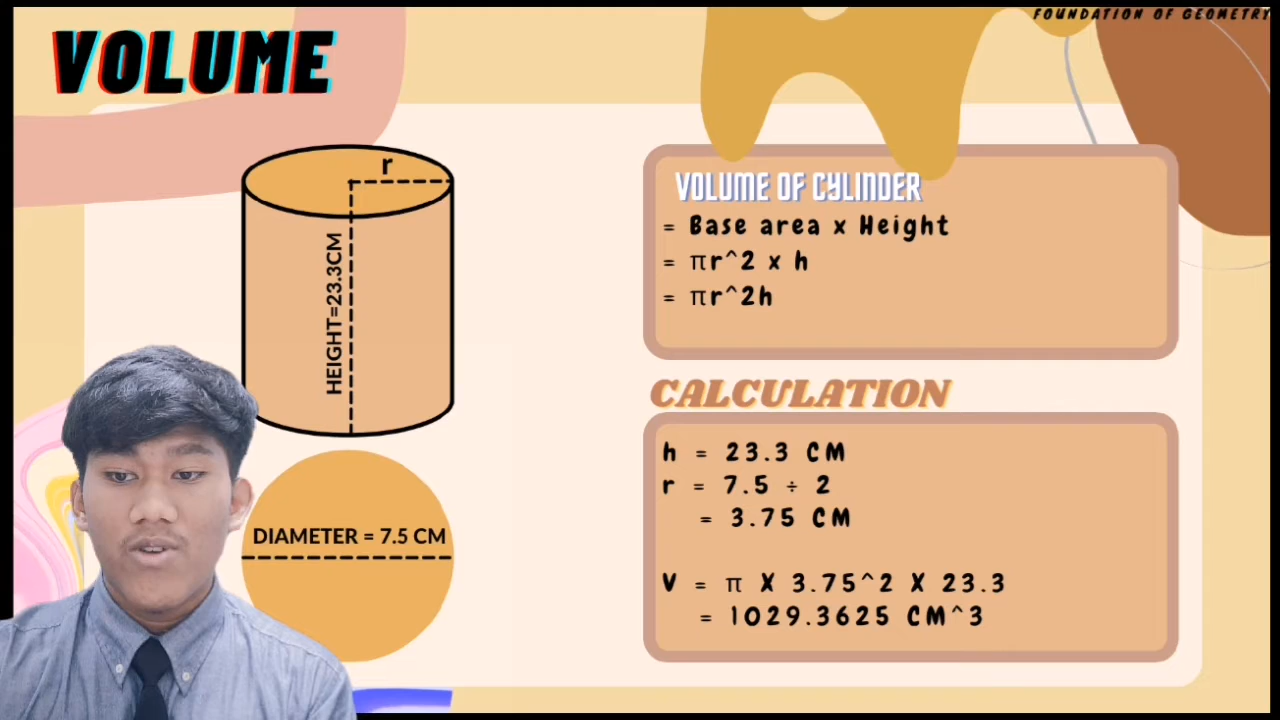 FOUNDATION OF GEOMETRY
VOLUME
r
HEIGHT=23.3CM
DIAMETER = 7.5 CM
VOLUME OF CYLINDER
= Base area x Height
= πr^2 x h
= πr^2h
CALCULATION
h = 23.3 CM
r = 7.5 ÷ 2
= 3.75 CM
V = π X 3.75^2 X 23.3
= 1029.3625 CM^3